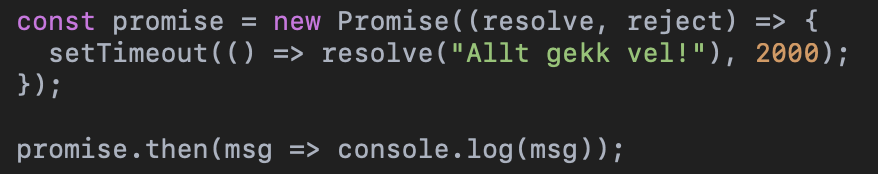 const promise = new Promise((resolve, reject) => {
  setTimeout(() => resolve("Allt gekk vel!"), 2000);
});

promise.then(msg => console.log(msg));